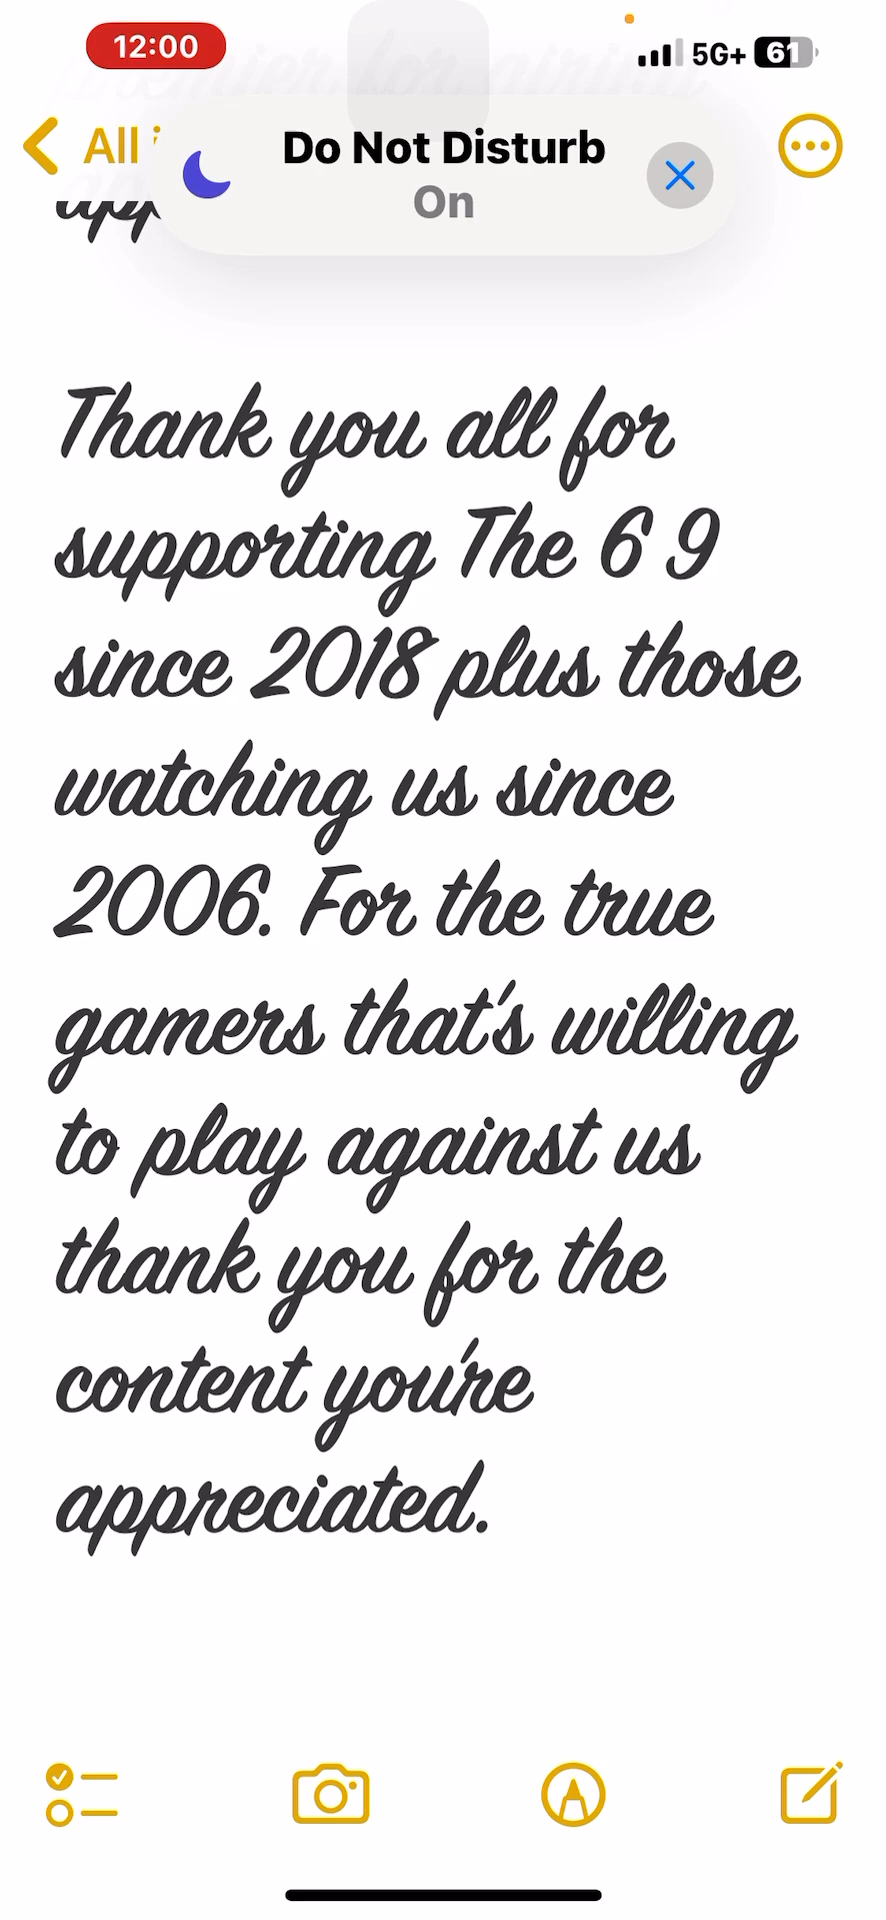 12:00
5G+ 61
All i
Do Not Disturb
On
app
Thank you all for
supporting The 6 9
since 2018 plus those
watching us since
2006. For the true
gamers that's willing
to play against us
thank you for the
content you're
appreciated.